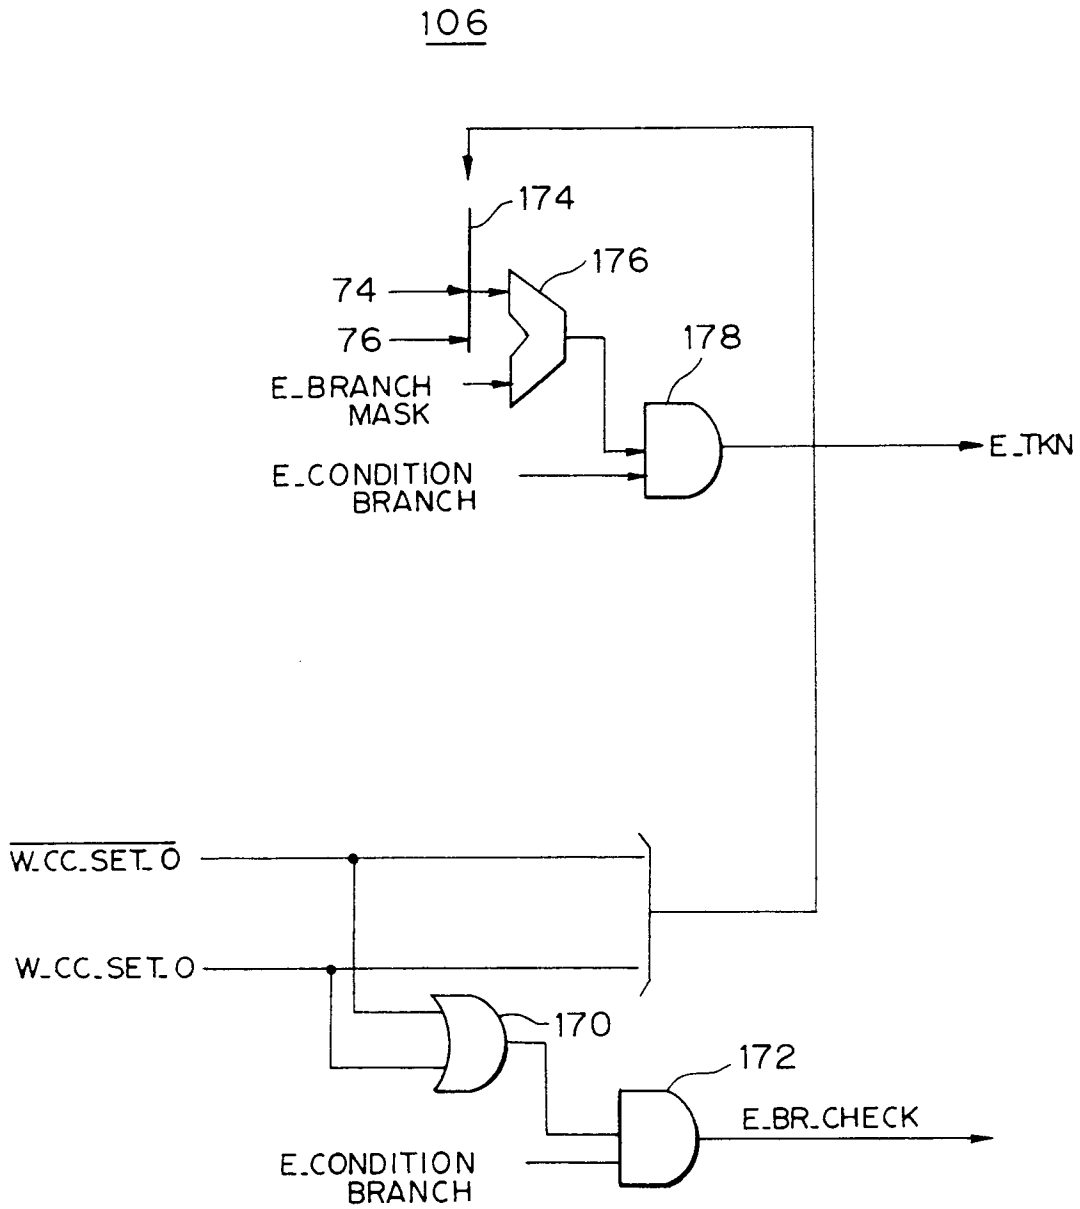 106
174
176
74
76
178
E_BRANCH
MASK
E_TKN
E_CONDITION
BRANCH
W_CC_SET_0
W_CC_SET_0
170
172
E_BR_CHECK
E_CONDITION
BRANCH